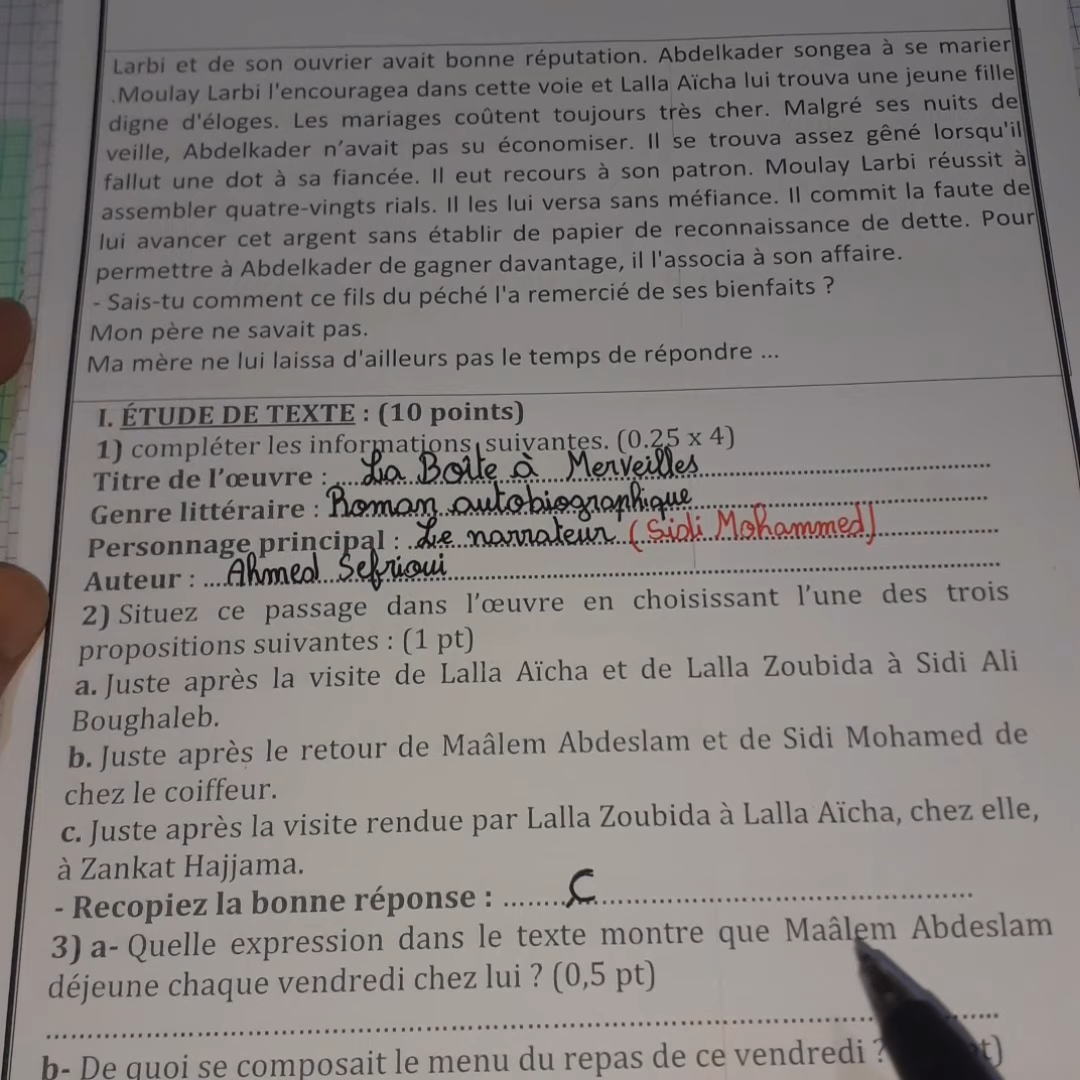 Larbi et de son ouvrier avait bonne réputation. Abdelkader songea à se marier
.Moulay Larbi l'encouragea dans cette voie et Lalla Aïcha lui trouva une jeune fille
digne d'éloges. Les mariages coûtent toujours très cher. Malgré ses nuits de
veille, Abdelkader n'avait pas su économiser. Il se trouva assez gêné lorsqu'il
fallut une dot à sa fiancée. Il eut recours à son patron. Moulay Larbi réussit à
assembler quatre-vingts rials. Il les lui versa sans méfiance. Il commit la faute de
lui avancer cet argent sans établir de papier de reconnaissance de dette. Pour
permettre à Abdelkader de gagner davantage, il l'associa à son affaire.
- Sais-tu comment ce fils du péché l'a remercié de ses bienfaits ?
Mon père ne savait pas.
Ma mère ne lui laissa d'ailleurs pas le temps de répondre ...
I. ÉTUDE DE TEXTE : (10 points)
1) compléter les informations suivantes. (0.25 x 4)
Titre de l'œuvre : La Boîte à Merveilles
Genre littéraire : Roman autobiographique
Personnage principal : Le narrateur (Sidi Mohammed)
Auteur : Ahmed Sefrioui
2) Situez ce passage dans l'œuvre en choisissant l'une des trois
propositions suivantes : (1 pt)
a. Juste après la visite de Lalla Aïcha et de Lalla Zoubida à Sidi Ali
Boughaleb.
b. Juste après le retour de Maâlem Abdeslam et de Sidi Mohamed de
chez le coiffeur.
c. Juste après la visite rendue par Lalla Zoubida à Lalla Aïcha, chez elle,
à Zankat Hajjama.
- Recopiez la bonne réponse : C
3) a- Quelle expression dans le texte montre que Maâlem Abdeslam
déjeune chaque vendredi chez lui ? (0,5 pt)
b- De quoi se composait le menu du repas de ce vendredi ? t)